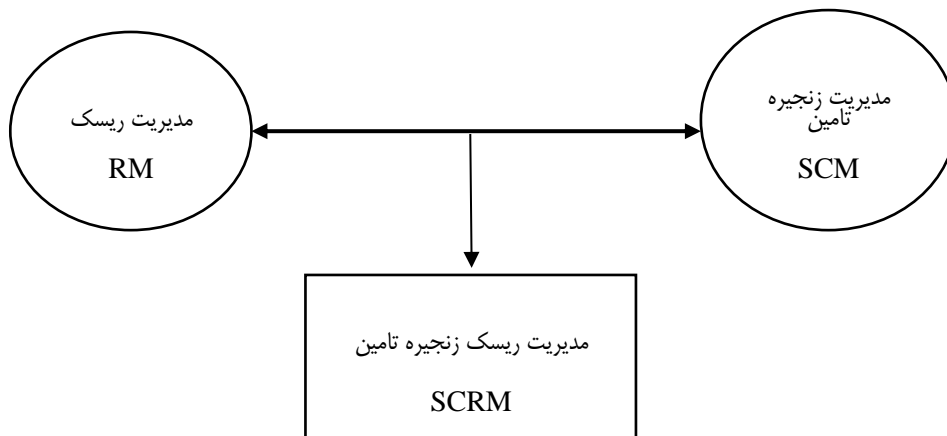 مدیریت زنجیره
تامین
SCM
مدیریت ریسک
RM
مدیریت ریسک زنجیره تامین
SCRM